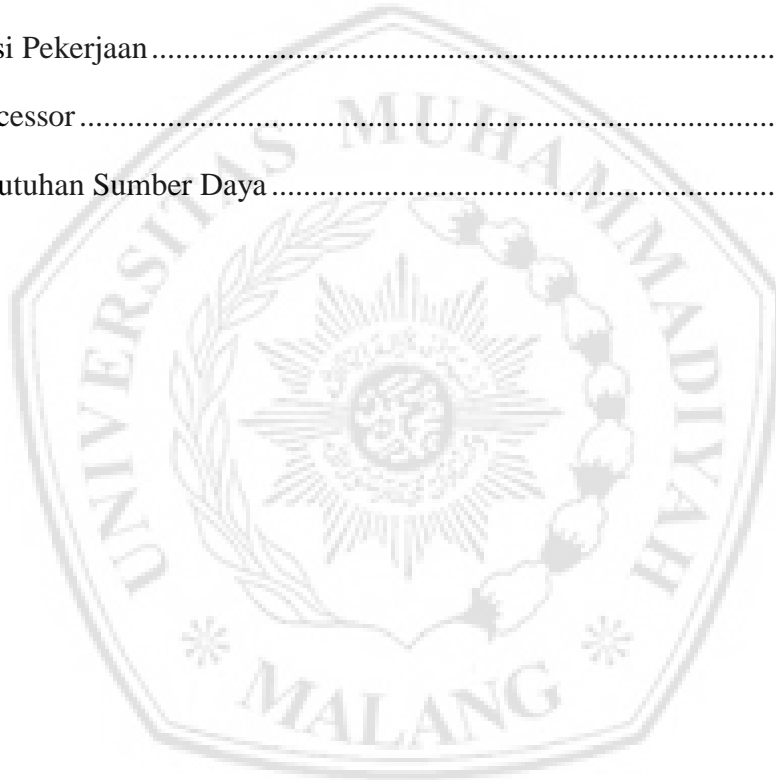 si Pekerjaan
cessor
utuhan Sumber Daya
UNIVERSITAS MUHAMMADIYAH
MALANG